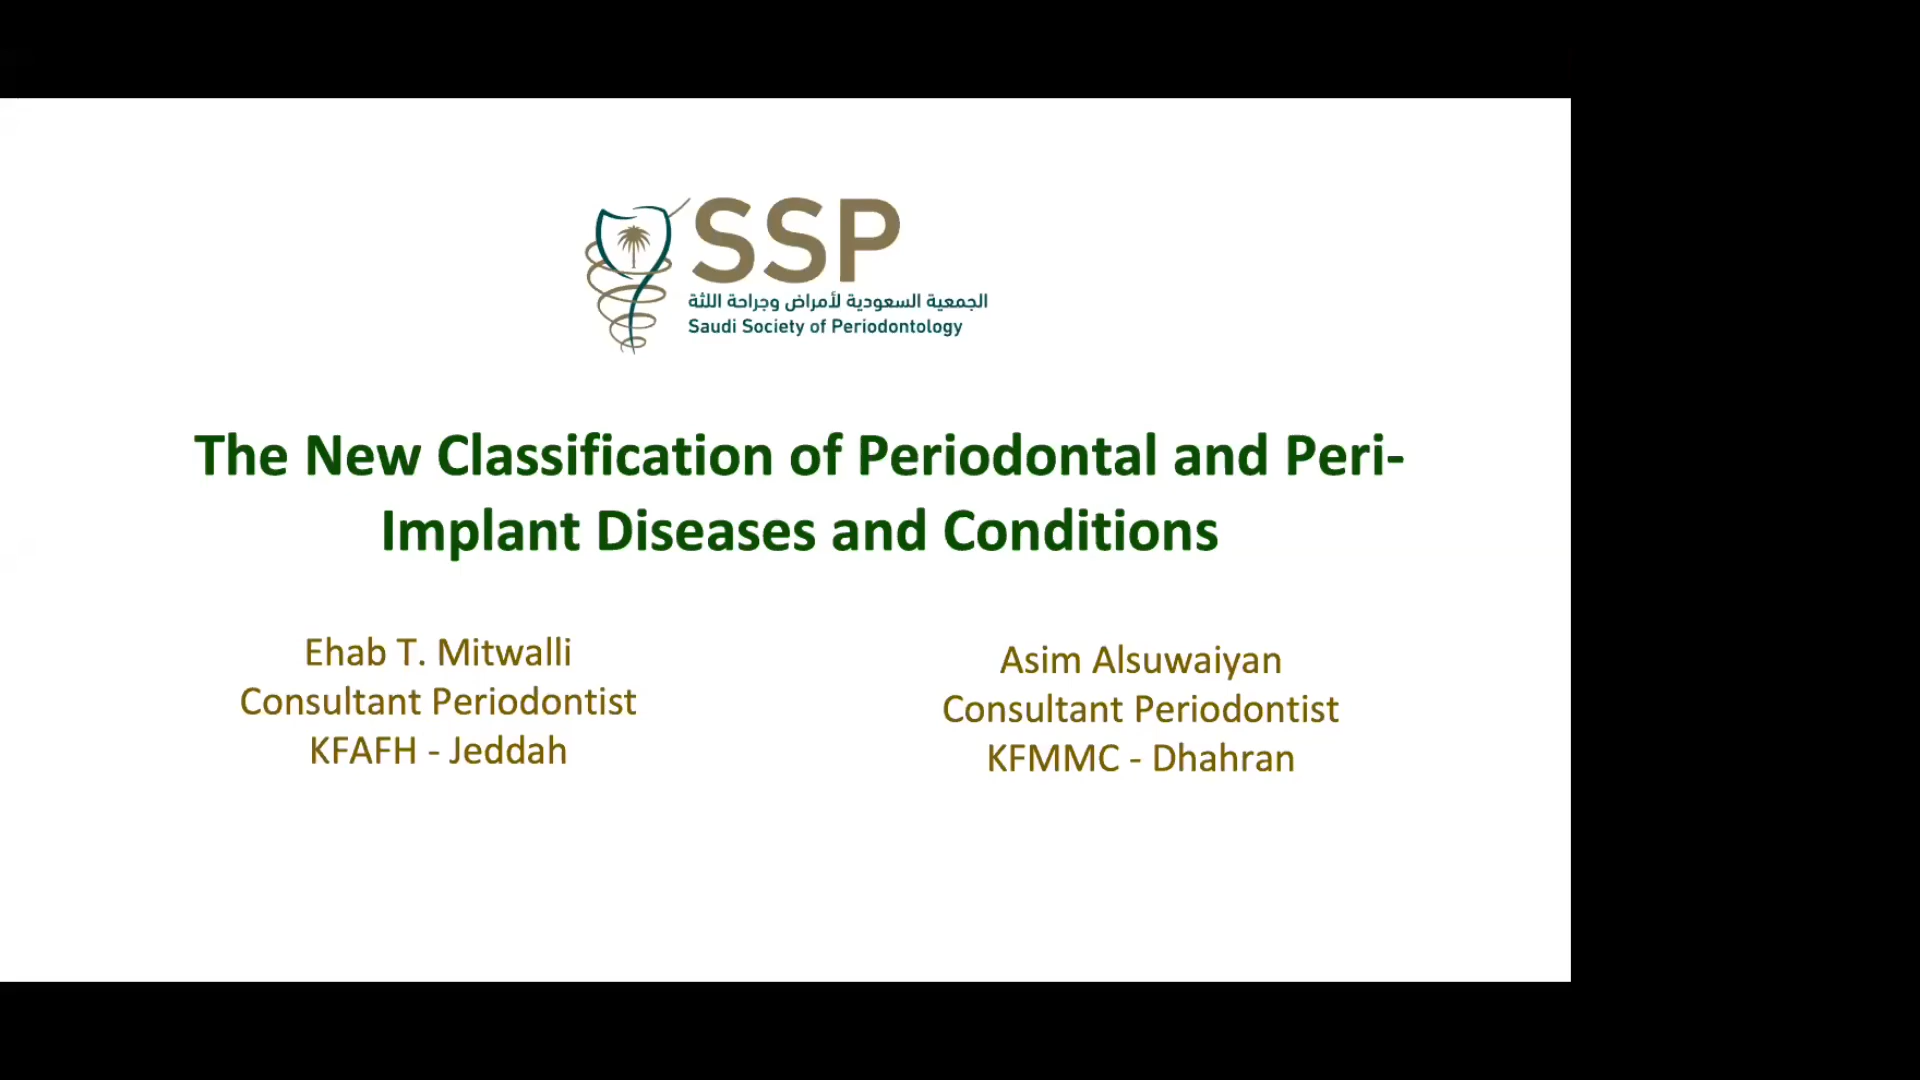 SSP
الجمعية السعودية لأمراض وجراحة اللثة
Saudi Society of Periodontology
The New Classification of Periodontal and Peri-
Implant Diseases and Conditions
Ehab T. Mitwalli
Consultant Periodontist
KFAFH - Jeddah
Asim Alsuwaiyan
Consultant Periodontist
KFMMC - Dhahran